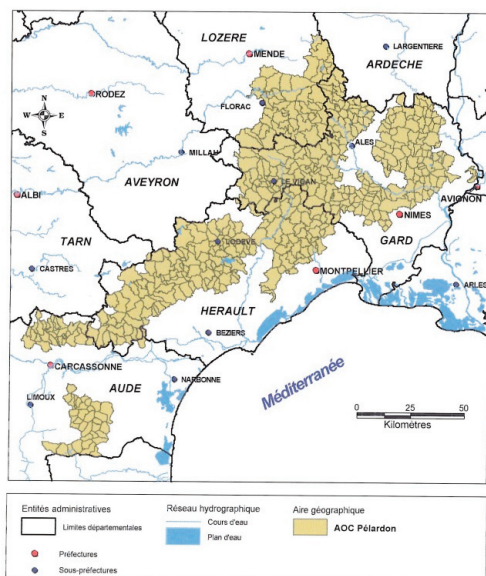 LOZERE
MENDE
LARGENTIERE
ARDECHE
RODEZ
FLORAC
N
W E
S
MILLAU
ALES
LE VIGAN
AVEYRON
AVIGNON
ALBI
NIMES
TARN
LODEVE
GARD
CASTRES
MONTPELLIER
ARLES
HERAULT
BEZIERS
CARCASSONNE
AUDE
NARBONNE
LIMOUX
Méditerranée
0 25 50
Kilomètres
Entités administratives
Limites départementales
Préfectures
Sous-préfectures
Réseau hydrographique
Cours d'eau
Plan d'eau
Aire géographique
AOC Pélardon